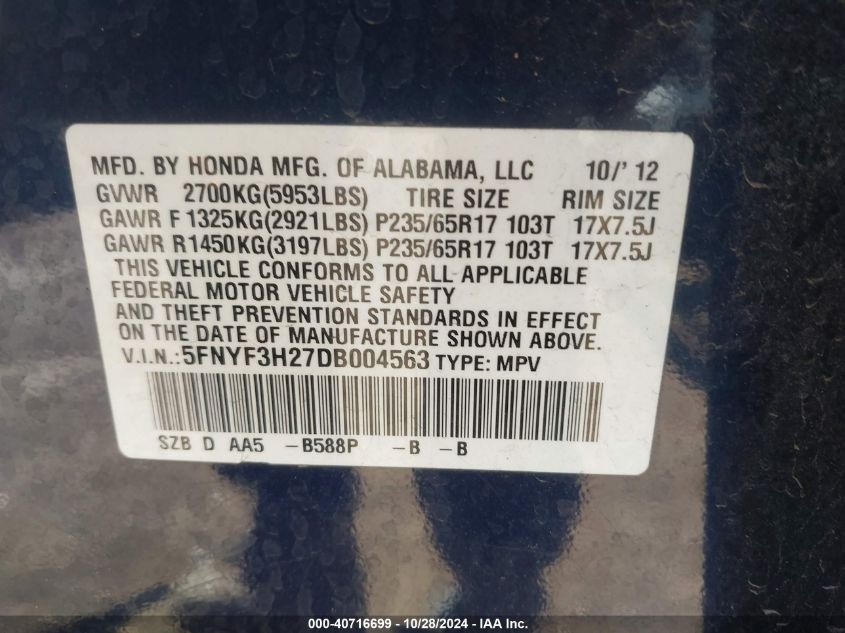 MFD. BY HONDA MFG. OF ALABAMA, LLC 10/'12
GVWR 2700KG(5953LBS) TIRE SIZE RIM SIZE
GAWR F 1325KG(2921LBS) P235/65R17 103T 17X7.5J
GAWR R1450KG(3197LBS) P235/65R17 103T 17X7.5J
THIS VEHICLE CONFORMS TO ALL APPLICABLE
FEDERAL MOTOR VEHICLE SAFETY
AND THEFT PREVENTION STANDARDS IN EFFECT
ON THE DATE OF MANUFACTURE SHOWN ABOVE.
V.I.N.:5FNYF3H27DB004563 TYPE: MPV
SZB D AA5 -B588P -B -B
000-40716699 - 10/28/2024 - IAA Inc.